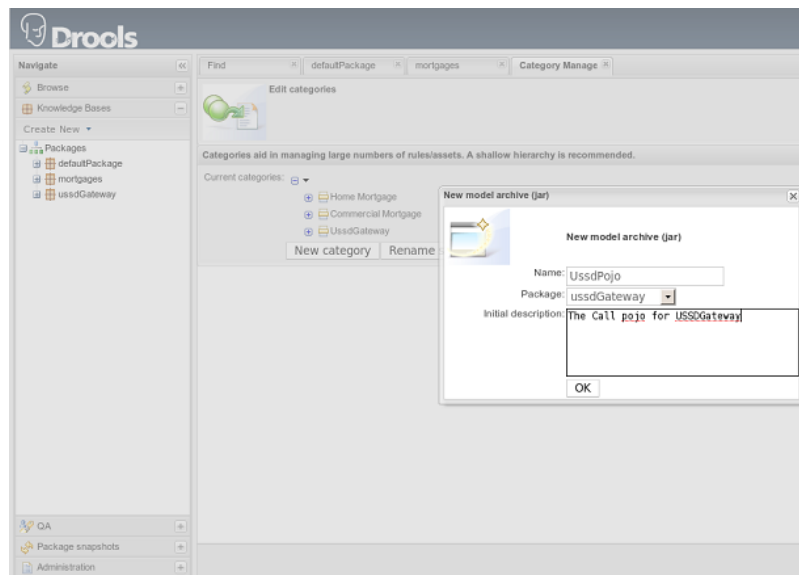 Drools
Navigate
Browse
Knowledge Bases
Create New
Packages
defaultPackage
mortgages
ussdGateway
QA
Package snapshots
Administration
Find
defaultPackage
mortgages
Category Manage
Edit categories
Categories aid in managing large numbers of rules/assets. A shallow hierarchy is recommended.
Current categories:
Home Mortgage
Commercial Mortgage
UssdGateway
New category Rename
New model archive (jar)
New model archive (jar)
Name: UssdPojo
Package: ussdGateway
Initial description: The Call pojo for USSDGateway
OK